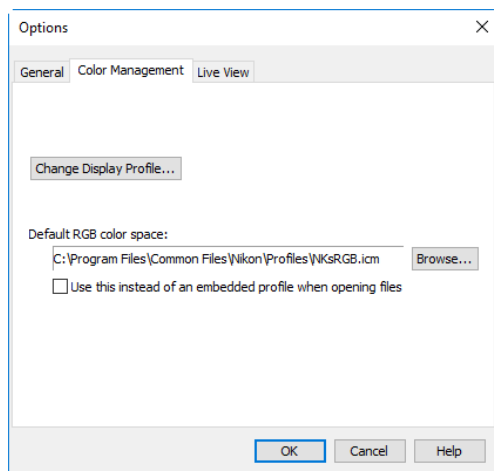 Options
General Color Management Live View
Change Display Profile...
Default RGB color space:
C:\Program Files\Common Files\Nikon\Profiles\NKsRGB.icm Browse...
Use this instead of an embedded profile when opening files
OK Cancel Help